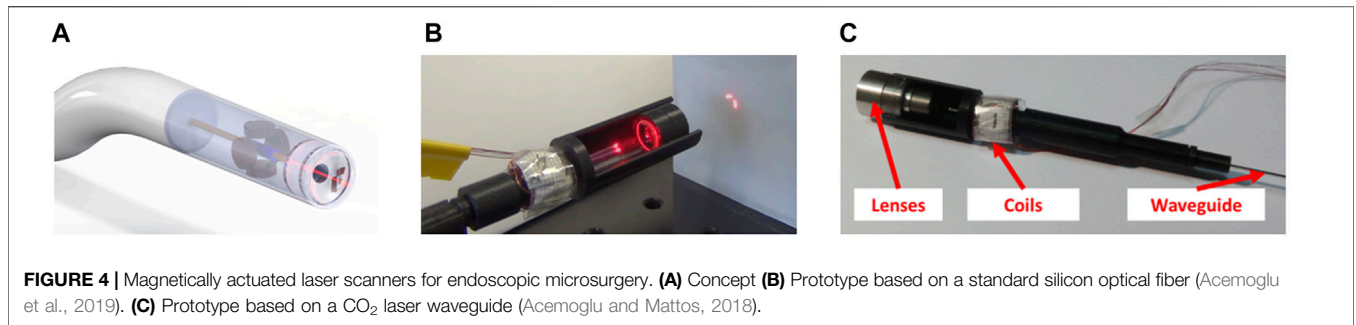 A
B
C
Lenses
Coils
Waveguide
FIGURE 4 | Magnetically actuated laser scanners for endoscopic microsurgery. (A) Concept (B) Prototype based on a standard silicon optical fiber (Acemoglu
et al., 2019). (C) Prototype based on a CO₂ laser waveguide (Acemoglu and Mattos, 2018).